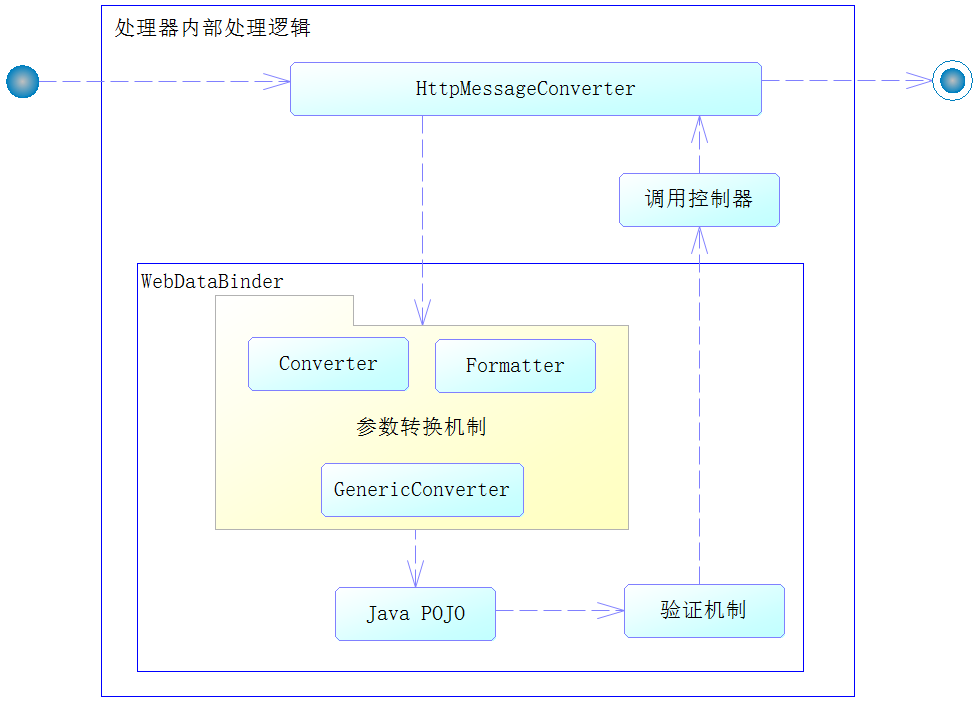 处理器内部处理逻辑
HttpMessageConverter
调用控制器
WebDataBinder
Converter
Formatter
参数转换机制
GenericConverter
Java POJO
验证机制